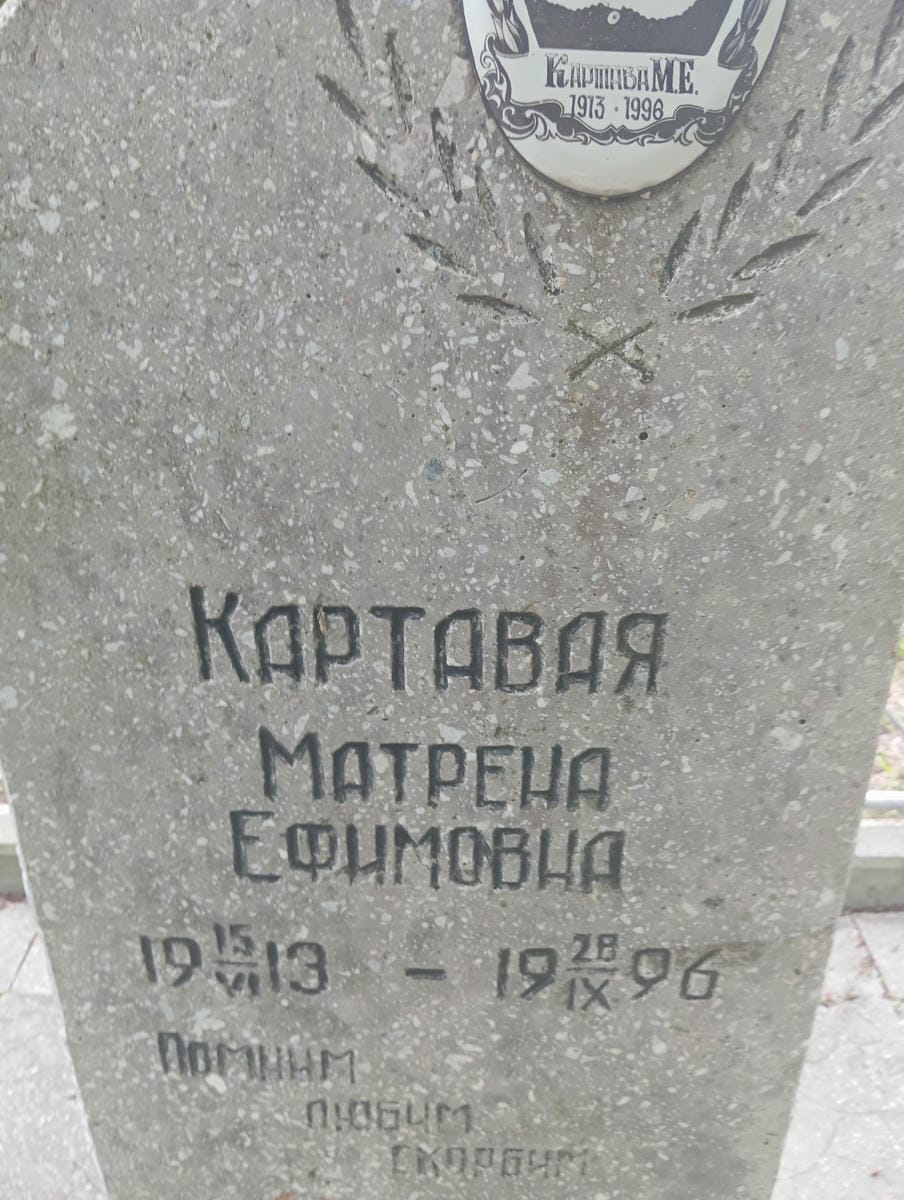 Картава М.Е.
1913 · 1996
Картавая
Матрена
Ефимовна
19 15/VI 13 – 19 28/IX 96
Помним
любим
скорбим